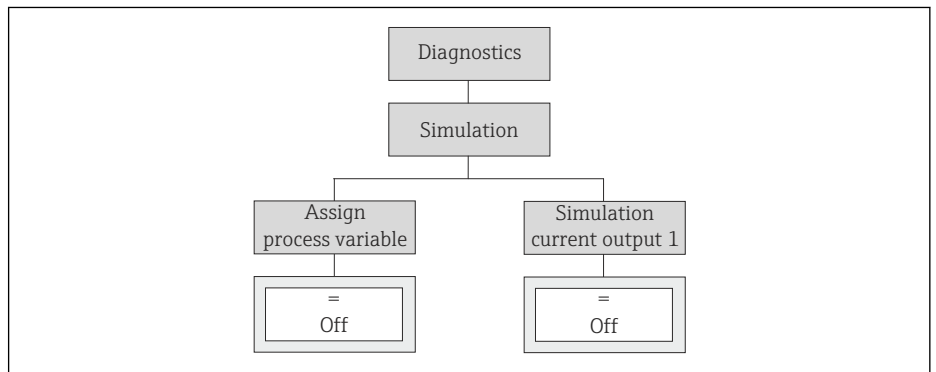 Diagnostics
Simulation
Assign
process variable
Simulation
current output 1
=
Off
=
Off